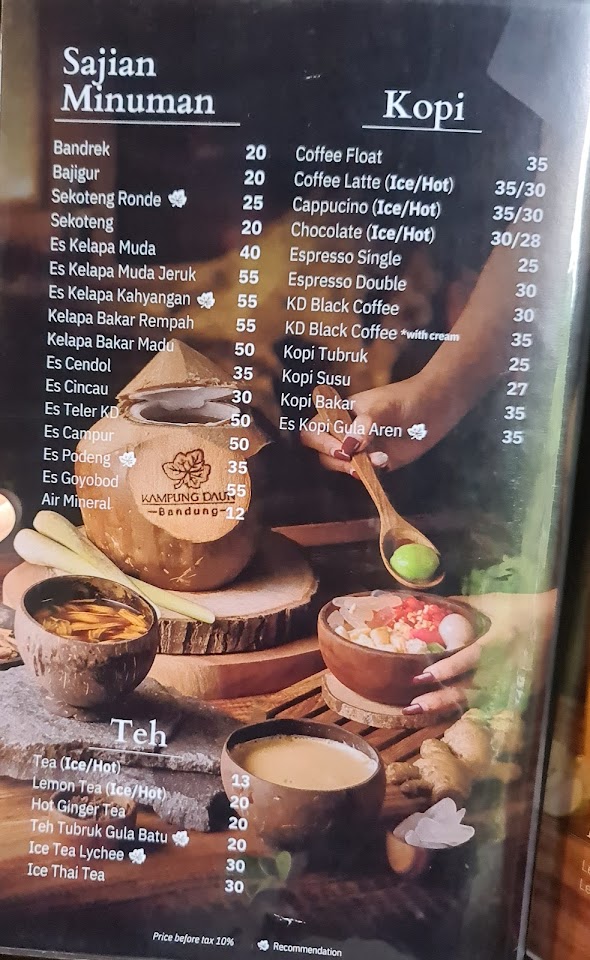 Sajian
Minuman
Bandrek 20
Bajigur 20
Sekoteng Ronde 25
Sekoteng 20
Es Kelapa Muda 40
Es Kelapa Muda Jeruk 55
Es Kelapa Kahyangan 55
Kelapa Bakar Rempah 55
Kelapa Bakar Madu 50
Es Cendol 35
Es Cincau 30
Es Teler KD 50
Es Campur 50
Es Podeng 35
Es Goyobod 55
Air Mineral 12
Kopi
Coffee Float 35
Coffee Latte (Ice/Hot) 35/30
Cappucino (Ice/Hot) 35/30
Chocolate (Ice/Hot) 30/28
Espresso Single 25
Espresso Double 30
KD Black Coffee 30
KD Black Coffee *with cream 35
Kopi Tubruk 25
Kopi Susu 27
Kopi Bakar 35
Es Kopi Gula Aren 35
KAMPUNG DAUN
Bandung
Teh
Tea (Ice/Hot) 13
Lemon Tea (Ice/Hot) 20
Hot Ginger Tea 20
Teh Tubruk Gula Batu 20
Ice Tea Lychee 30
Ice Thai Tea 30
Price before tax 10%
Recommendation